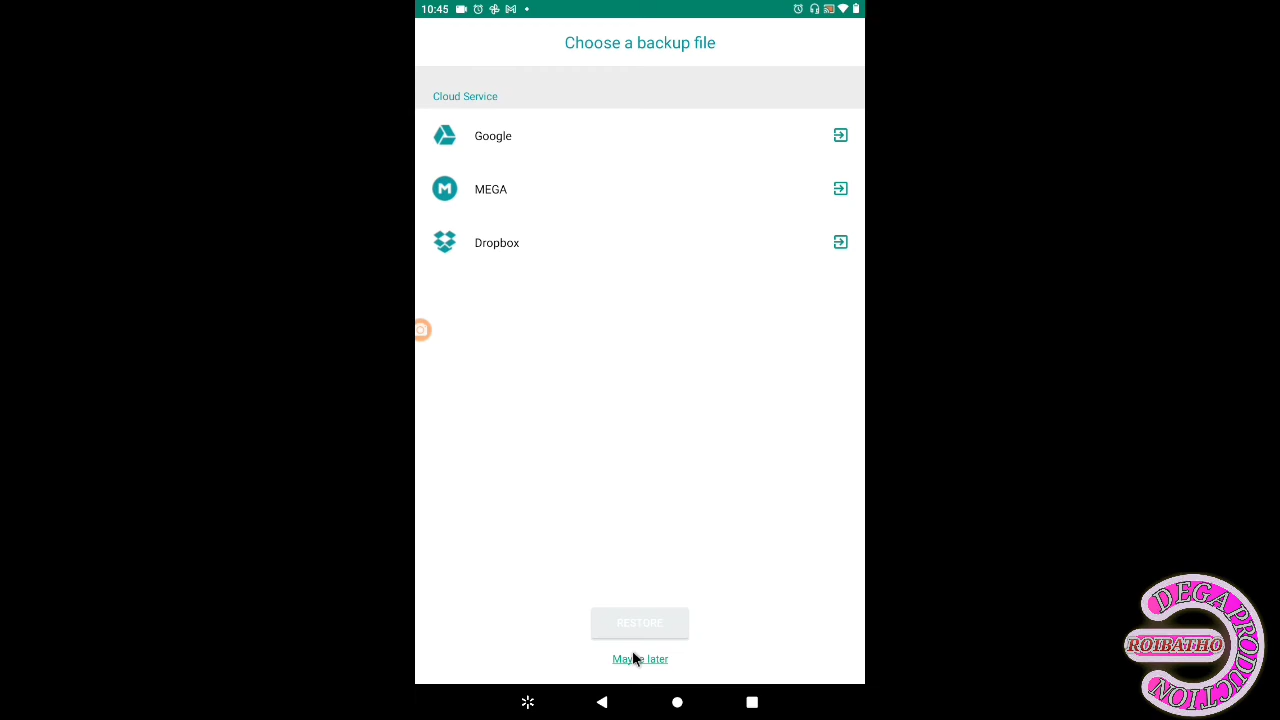 10:45
Choose a backup file
Cloud Service
Google
MEGA
Dropbox
RESTORE
Maybe later
DEGA PRODUCTION
ROIBATHO